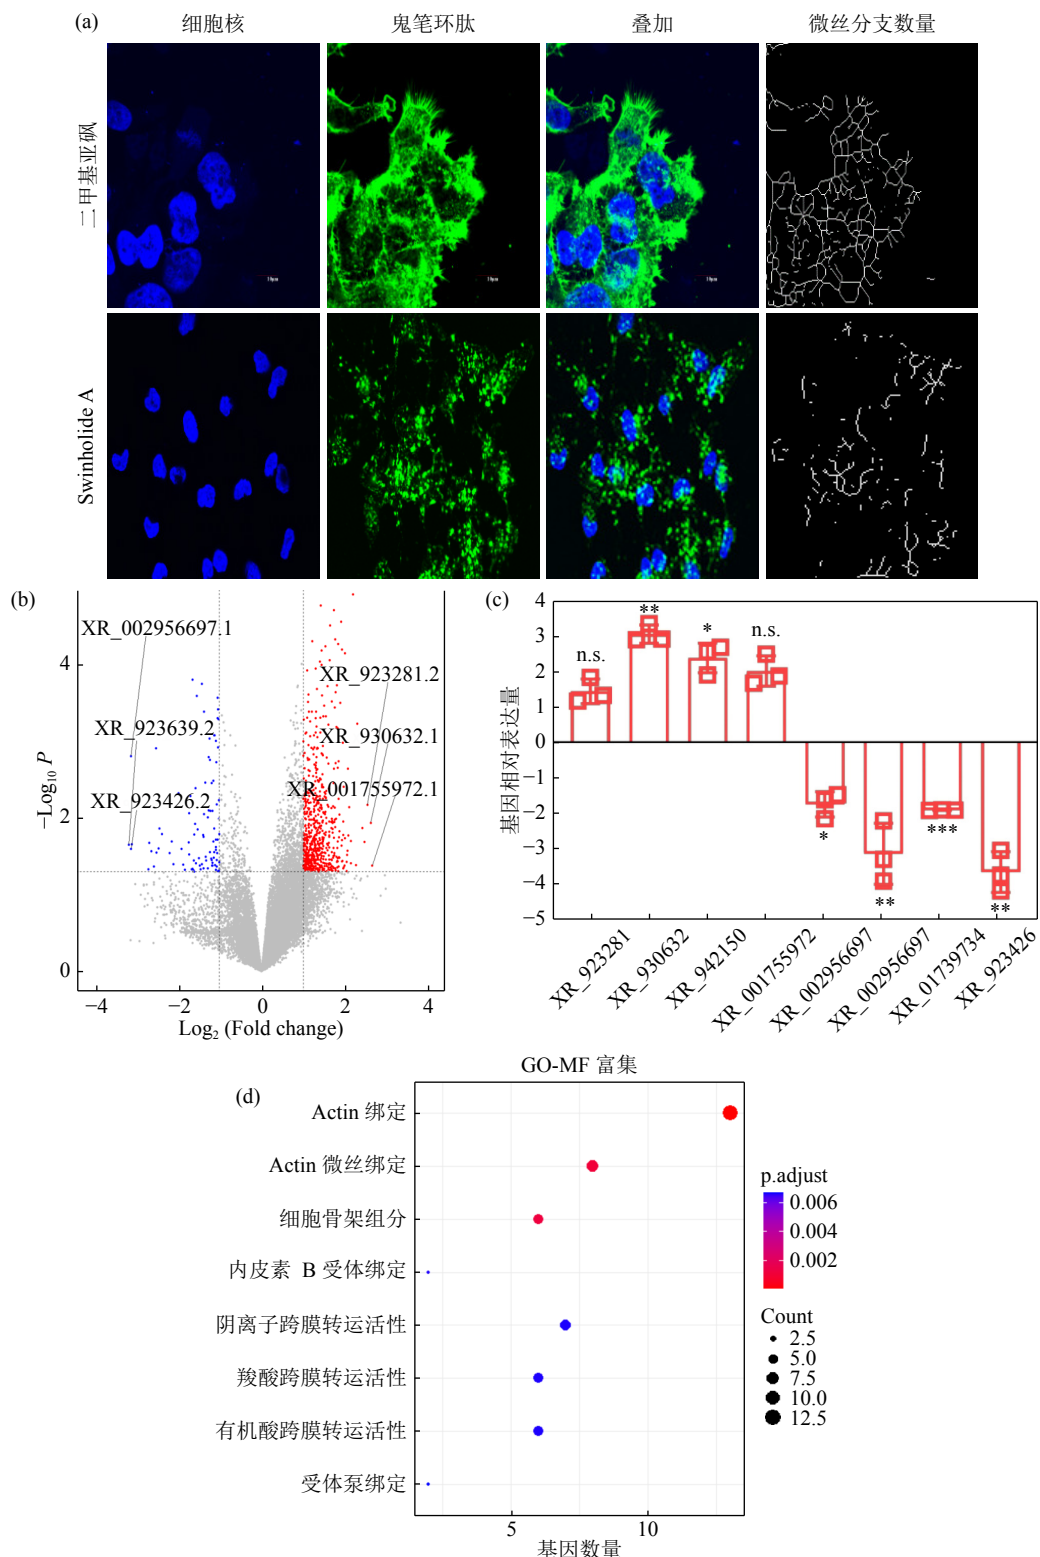 (a)
细胞核
鬼笔环肽
叠加
微丝分支数量
二甲基亚砜
Swinholide A
(b)
XR_002956697.1
XR_923639.2
XR_923426.2
XR_923281.2
XR_930632.1
XR_001755972.1
−Log10 P
4
2
0
−4
−2
0
2
4
Log2 (Fold change)
(c)
基因相对表达量
4
3
2
1
0
−1
−2
−3
−4
−5
n.s.
**
*
n.s.
*
**
***
**
XR_923281
XR_930632
XR_942150
XR_001755972
XR_002956697
XR_002956697
XR_01739734
XR_923426
GO-MF 富集
(d)
Actin 绑定
Actin 微丝绑定
细胞骨架组分
内皮素 B 受体绑定
阴离子跨膜转运活性
羧酸跨膜转运活性
有机酸跨膜转运活性
受体泵绑定
5
10
基因数量
p.adjust
0.006
0.004
0.002
Count
2.5
5.0
7.5
10.0
12.5